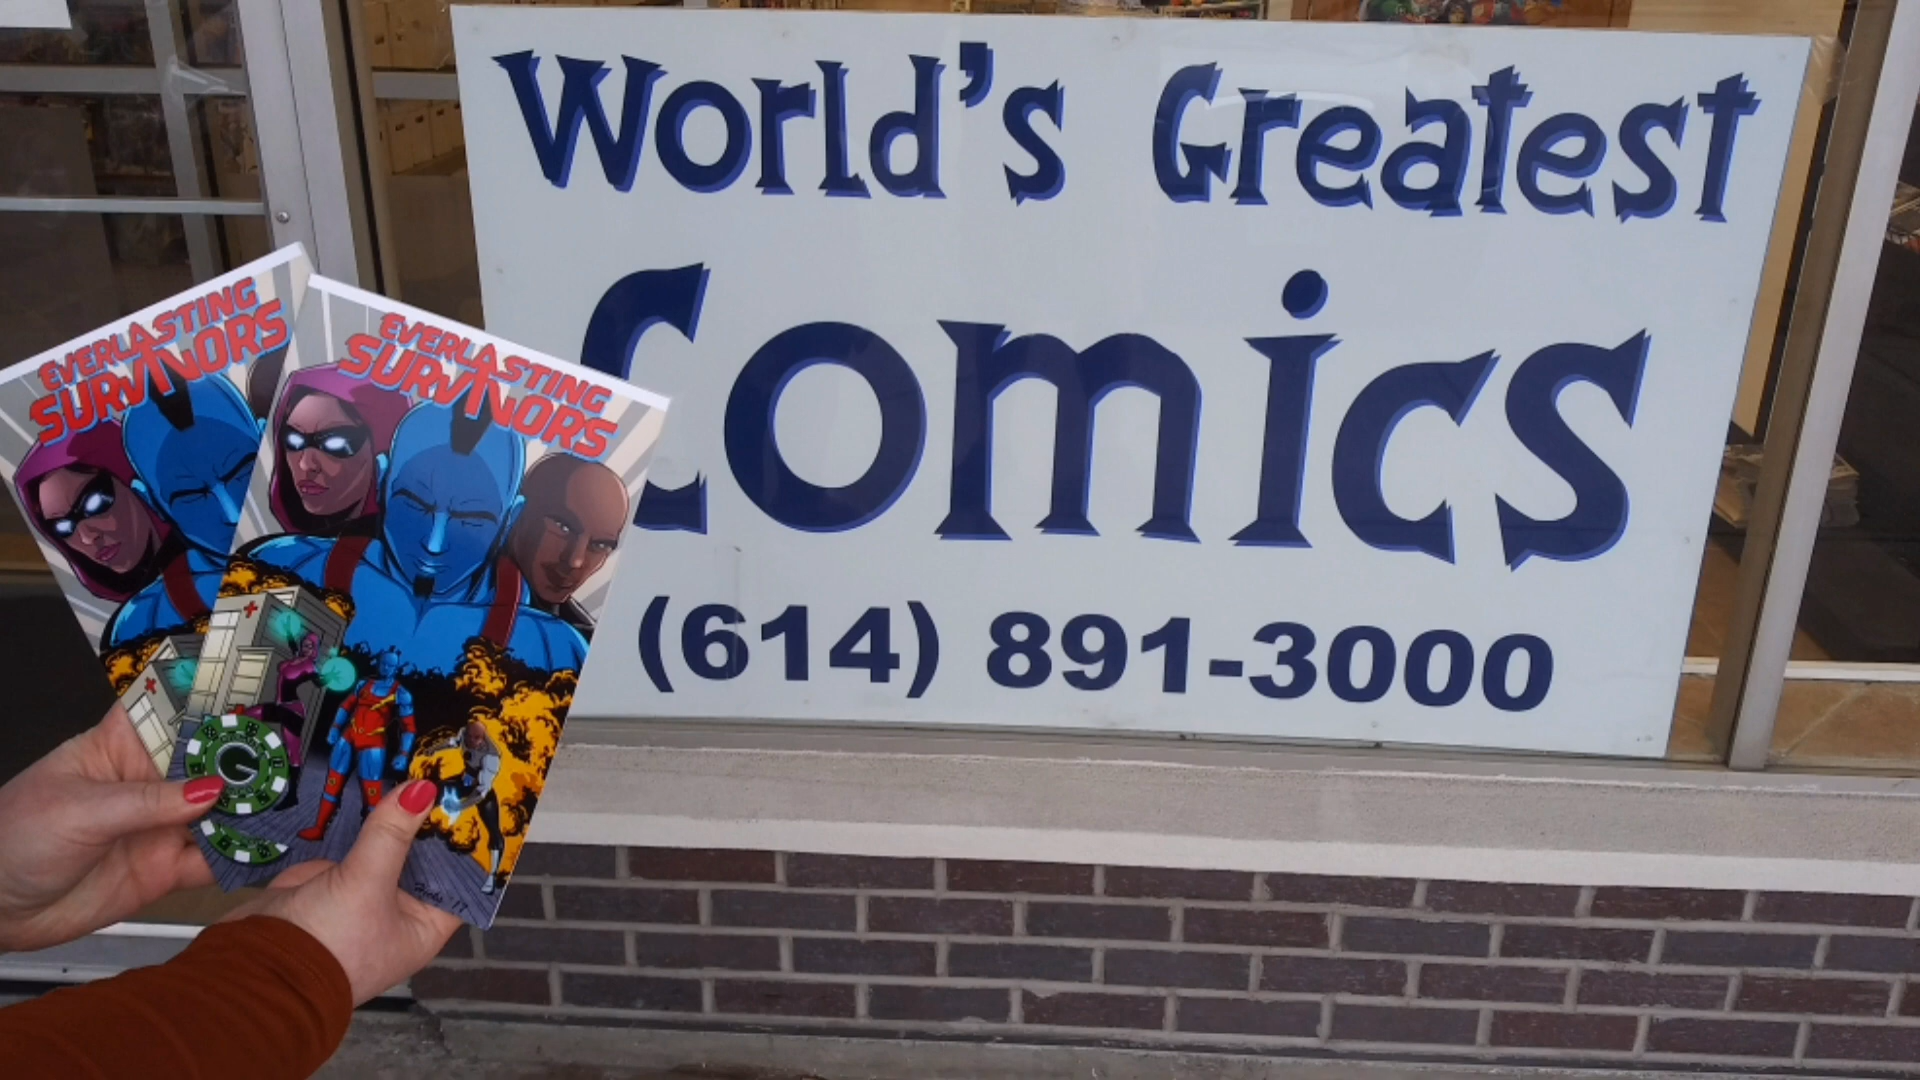 World's Greatest
Comics
(614) 891-3000
EVERLASTING
SURVIVORS
EVERLASTING
SURVIVORS
G